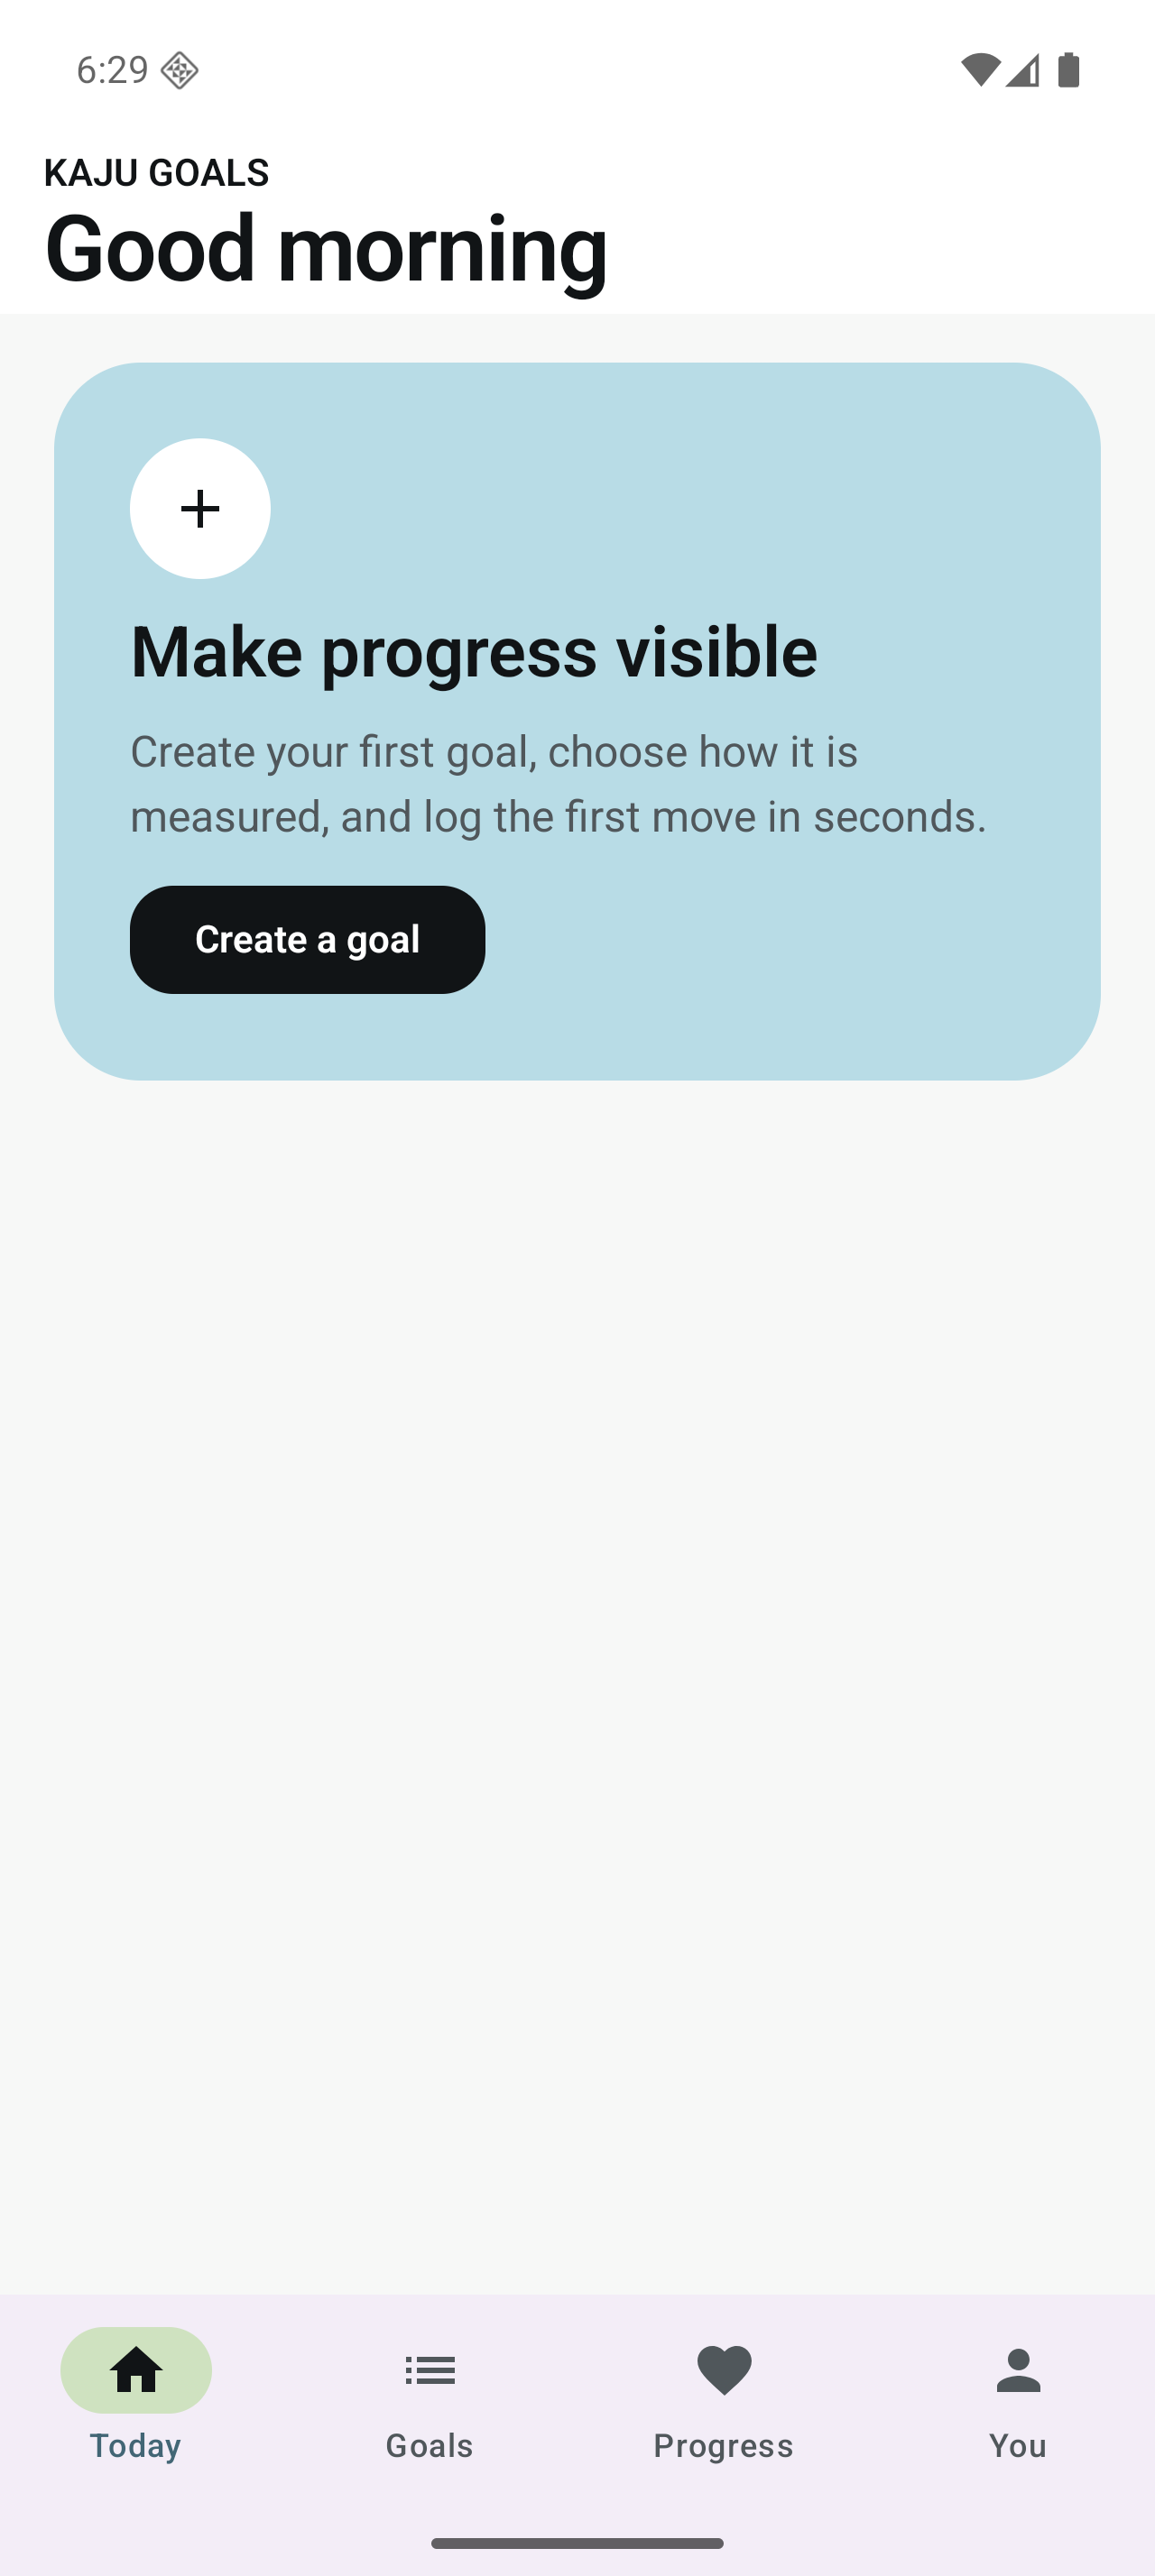 6:29
KAJU GOALS
Good morning
Make progress visible
Create your first goal, choose how it is
measured, and log the first move in seconds.
Create a goal
Today
Goals
Progress
You